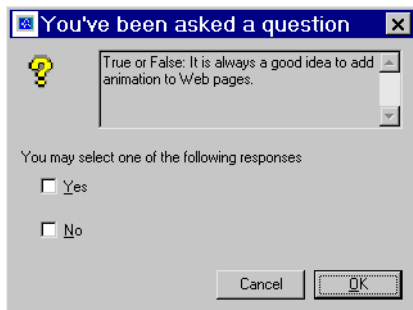 You've been asked a question
True or False: It is always a good idea to add
animation to Web pages.
You may select one of the following responses
Yes
No
Cancel
OK